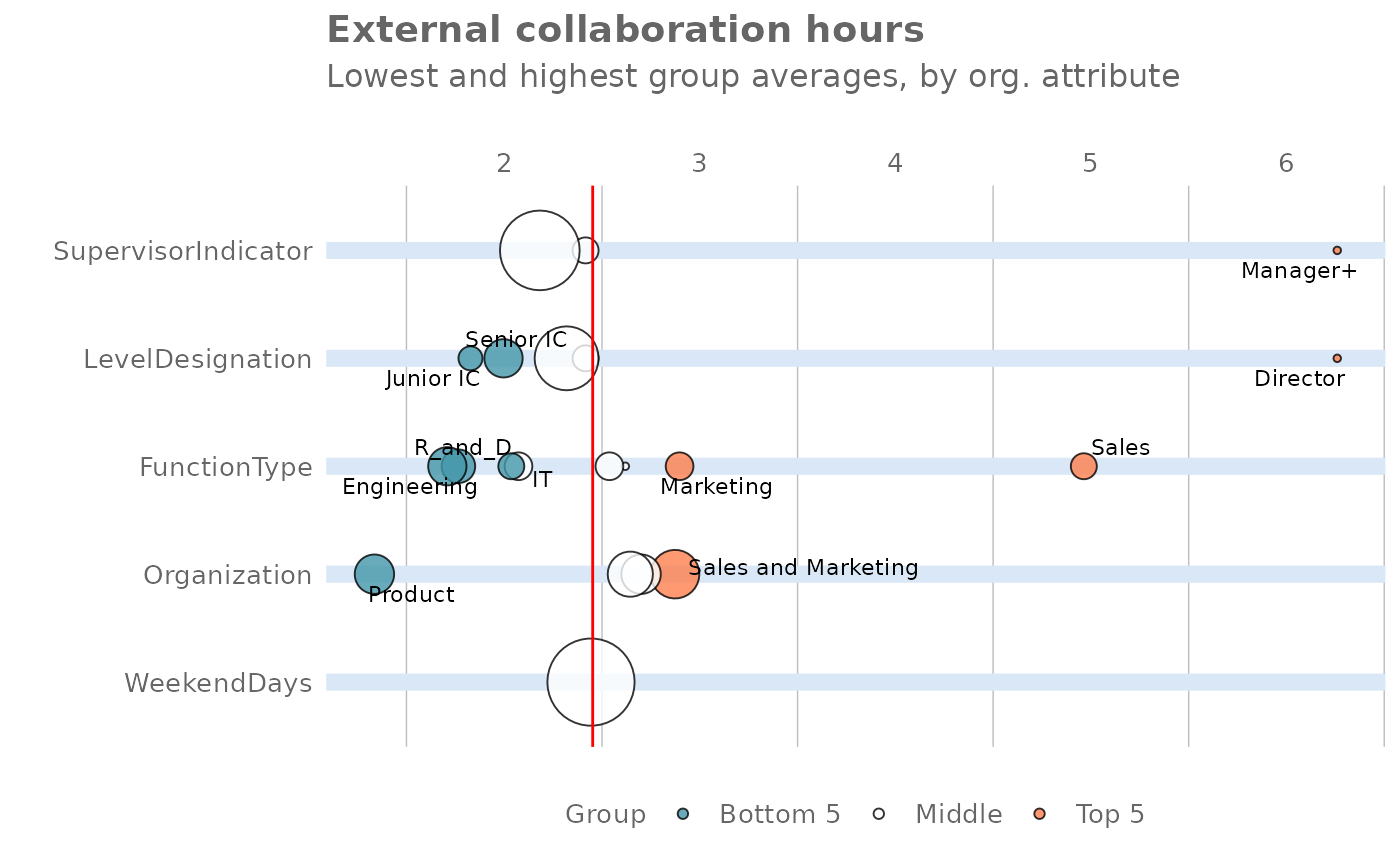 External collaboration hours
Lowest and highest group averages, by org. attribute
2 3 4 5 6
SupervisorIndicator
Manager+
Senior IC
LevelDesignation
Junior IC
Director
R_and_D
Sales
FunctionType
IT
Engineering
Marketing
Sales and Marketing
Organization
Product
WeekendDays
Group Bottom 5 Middle Top 5